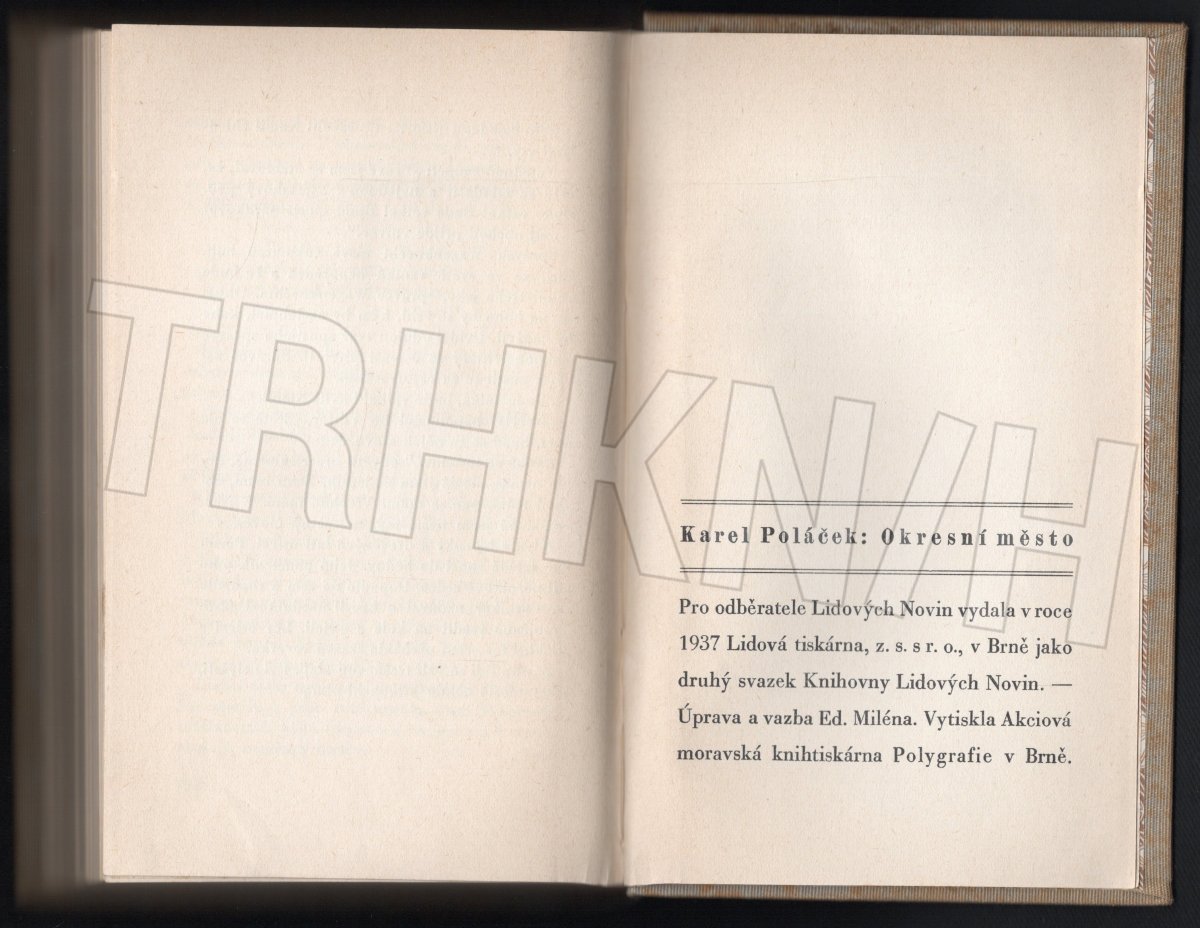 Karel Poláček: Okresní město
Pro odběratele Lidových Novin vydala v roce
1937 Lidová tiskárna, z. s. s r. o., v Brně jako
druhý svazek Knihovny Lidových Novin. —
Úprava a vazba Ed. Miléna. Vytiskla Akciová
moravská knihtiskárna Polygrafie v Brně.
TRHKNIH